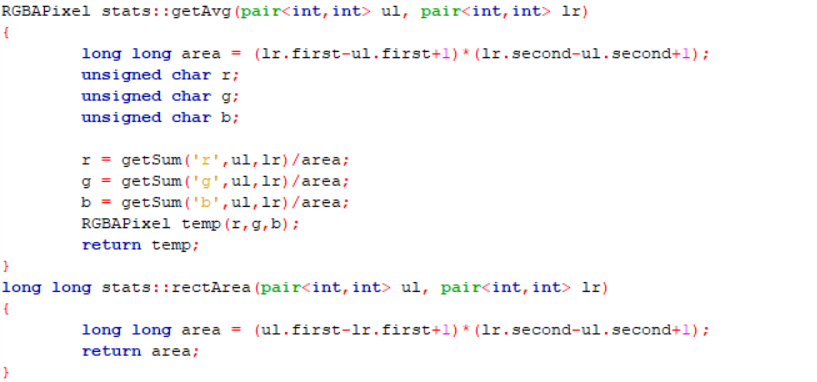 RGBAPixel stats::getAvg(pair<int,int> ul, pair<int,int> lr)
{
        long long area = (lr.first-ul.first+1)*(lr.second-ul.second+1);
        unsigned char r;
        unsigned char g;
        unsigned char b;

        r = getSum('r',ul,lr)/area;
        g = getSum('g',ul,lr)/area;
        b = getSum('b',ul,lr)/area;
        RGBAPixel temp(r,g,b);
        return temp;
}
long long stats::rectArea(pair<int,int> ul, pair<int,int> lr)
{
        long long area = (ul.first-lr.first+1)*(lr.second-ul.second+1);
        return area;
}